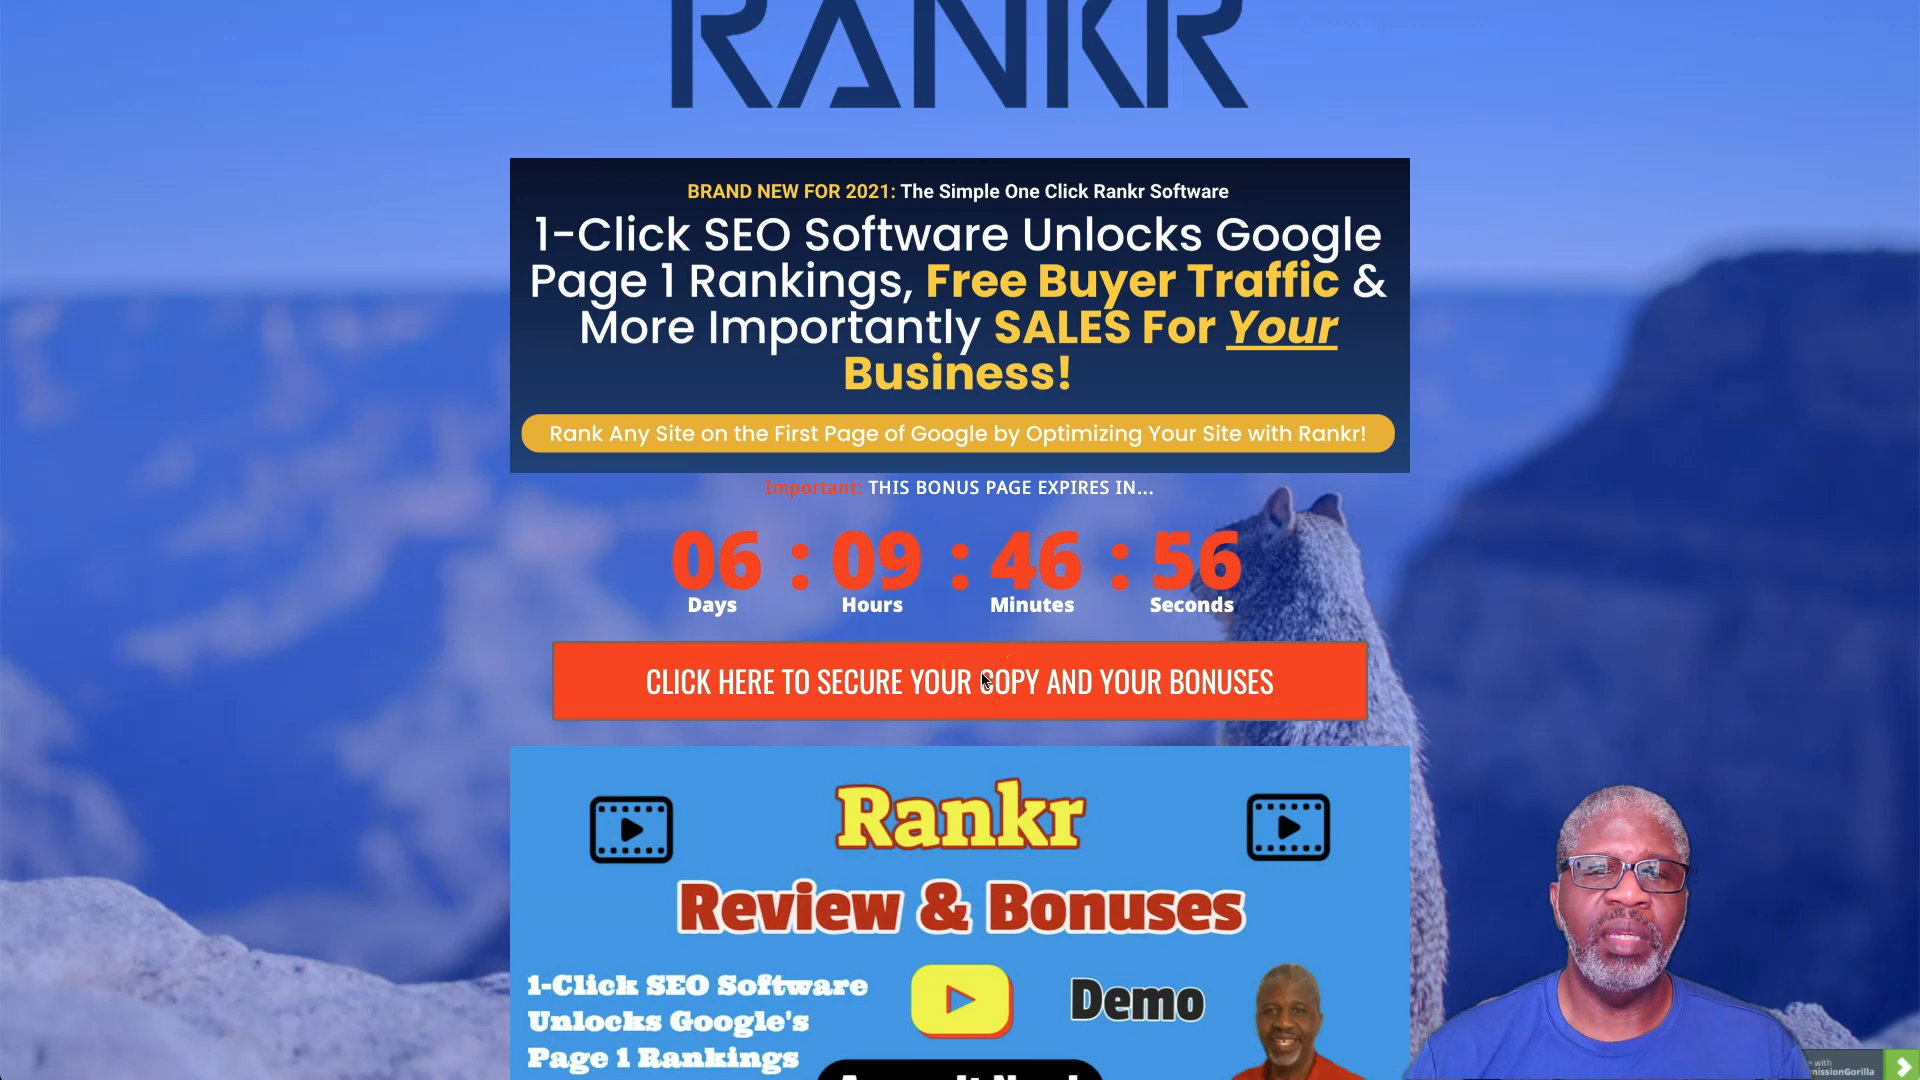 RANKR
BRAND NEW FOR 2021: The Simple One Click Rankr Software
1-Click SEO Software Unlocks Google
Page 1 Rankings, Free Buyer Traffic &
More Importantly SALES For Your
Business!
Rank Any Site on the First Page of Google by Optimizing Your Site with Rankr!
Important: THIS BONUS PAGE EXPIRES IN...
06 : 09 : 46 : 56
Days Hours Minutes Seconds
CLICK HERE TO SECURE YOUR COPY AND YOUR BONUSES
Rankr
Review & Bonuses
1-Click SEO Software
Unlocks Google's
Page 1 Rankings
Demo
with
missionGorilla